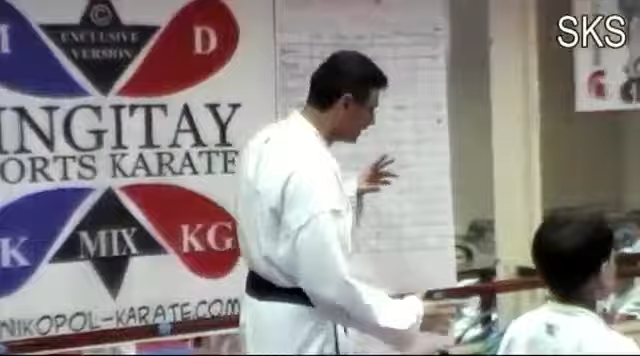 SKS
©
EXCLUSIVE
VERSION
D
INGITAY
ORTS KARATE
K MIX KG
NIKOPOL-KARATE.COM